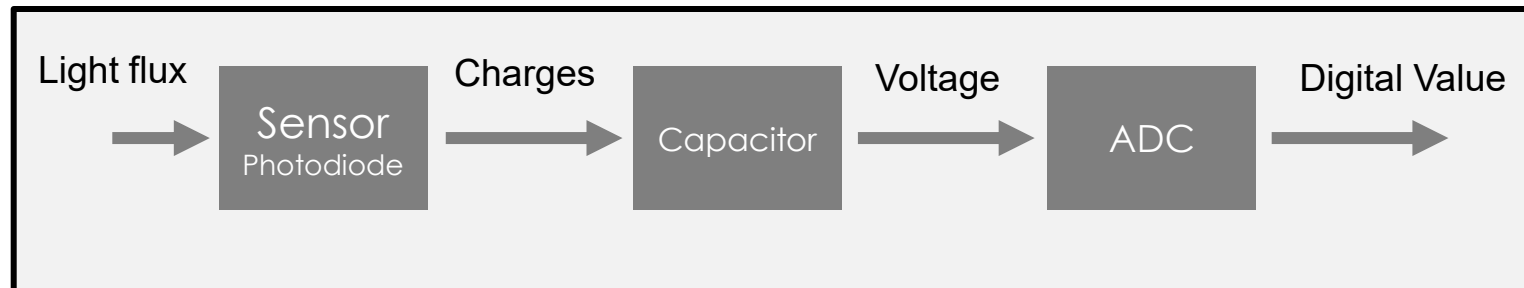 Light flux
Sensor
Photodiode
Charges
Capacitor
Voltage
ADC
Digital Value